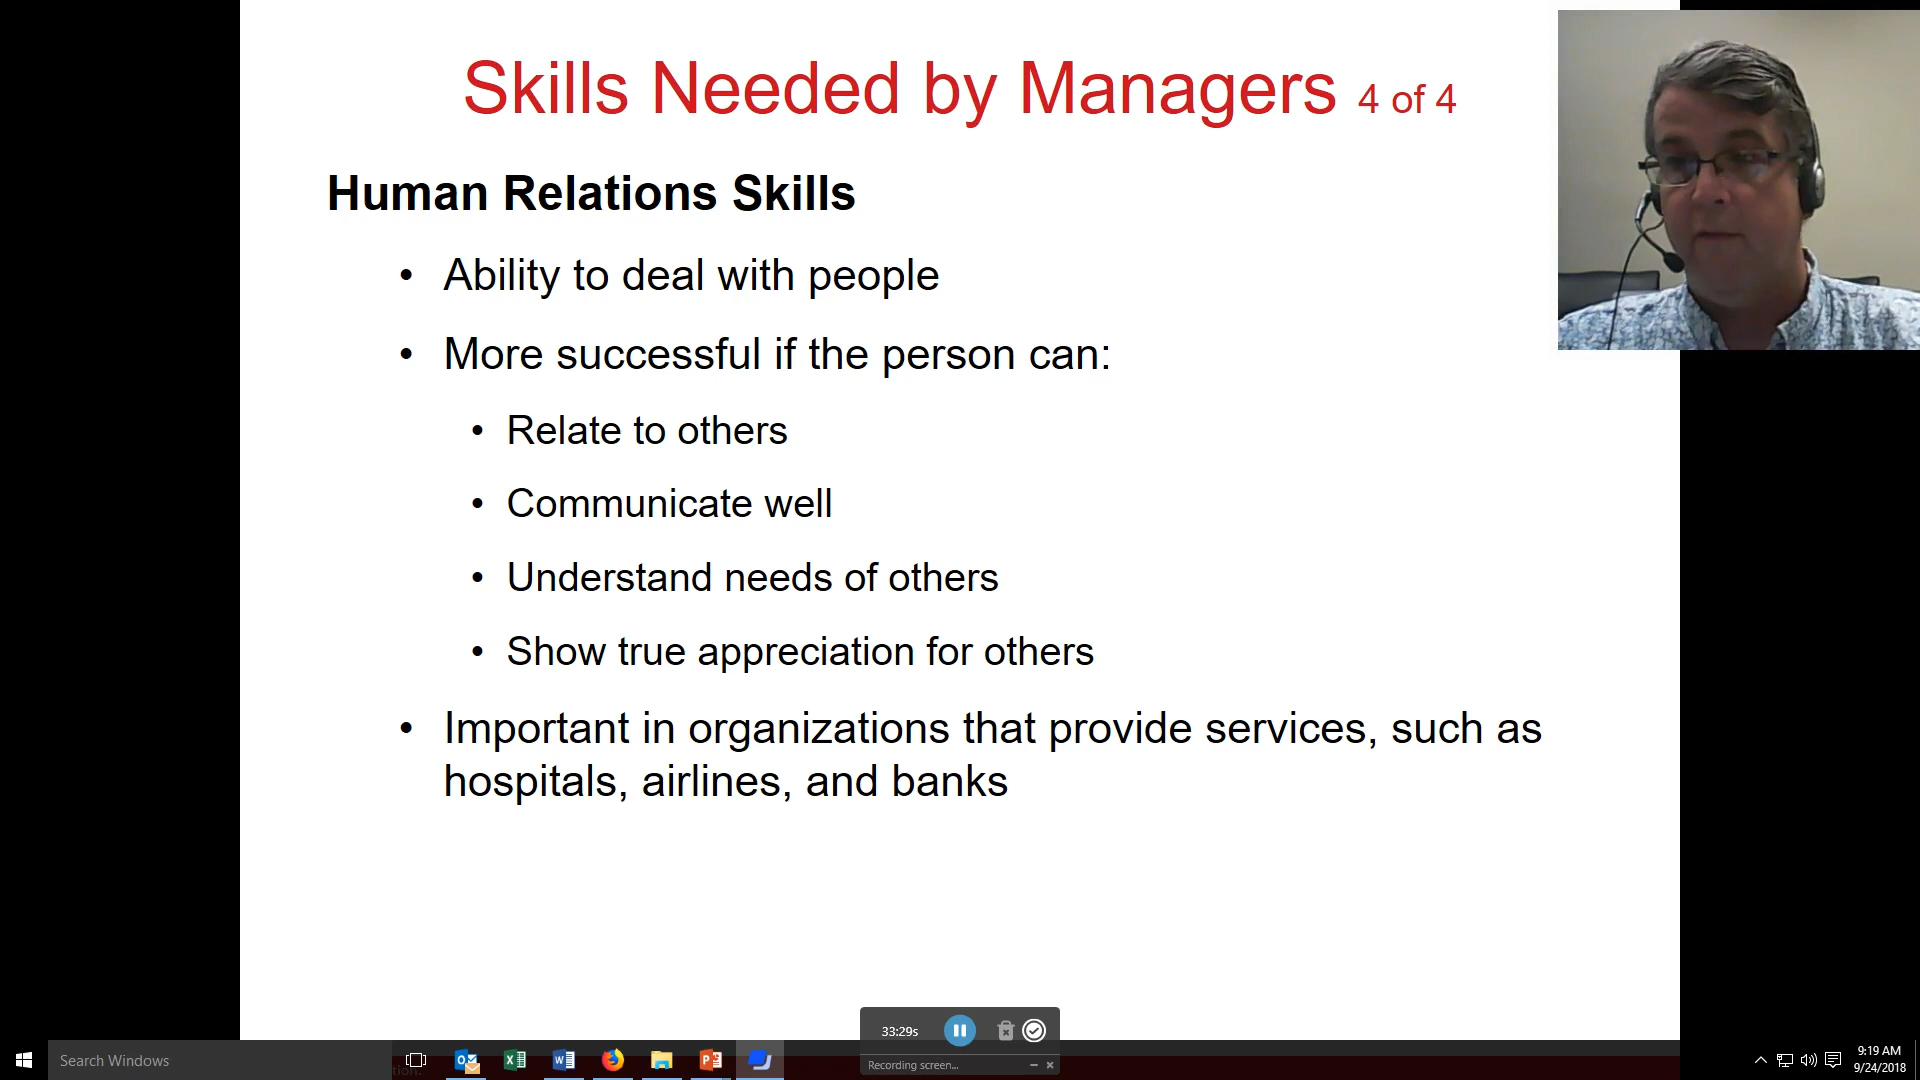 Skills Needed by Managers 4 of 4
Human Relations Skills
• Ability to deal with people
• More successful if the person can:
• Relate to others
• Communicate well
• Understand needs of others
• Show true appreciation for others
• Important in organizations that provide services, such as
hospitals, airlines, and banks
33:29s
Recording screen...
Search Windows
9:19 AM
9/24/2018